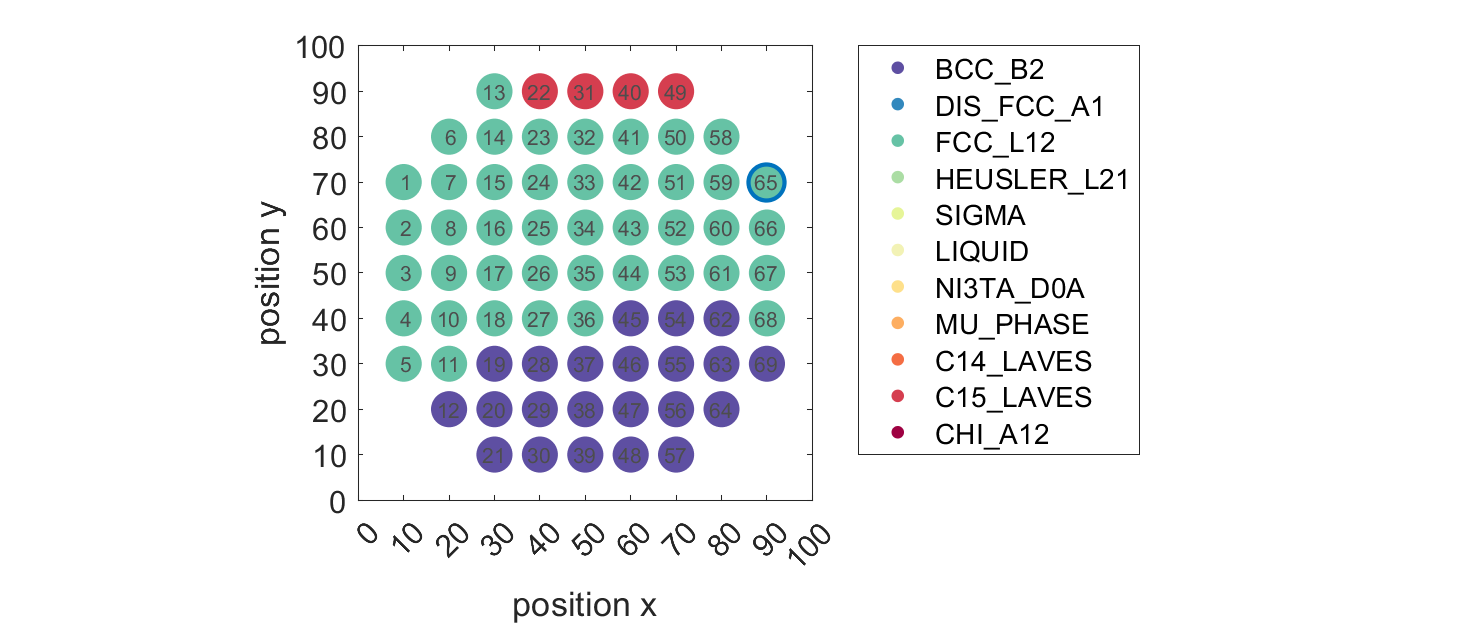 100
90 13 22 31 40 49
80 6 14 23 32 41 50 58
70 1 7 15 24 33 42 51 59 65
60 2 8 16 25 34 43 52 60 66
50 3 9 17 26 35 44 53 61 67
40 4 10 18 27 36 45 54 62 68
30 5 11 19 28 37 46 55 63 69
20 12 20 29 38 47 56 64
10 21 30 39 48 57
0
position y
0 10 20 30 40 50 60 70 80 90 100
position x
BCC_B2
DIS_FCC_A1
FCC_L12
HEUSLER_L21
SIGMA
LIQUID
NI3TA_D0A
MU_PHASE
C14_LAVES
C15_LAVES
CHI_A12